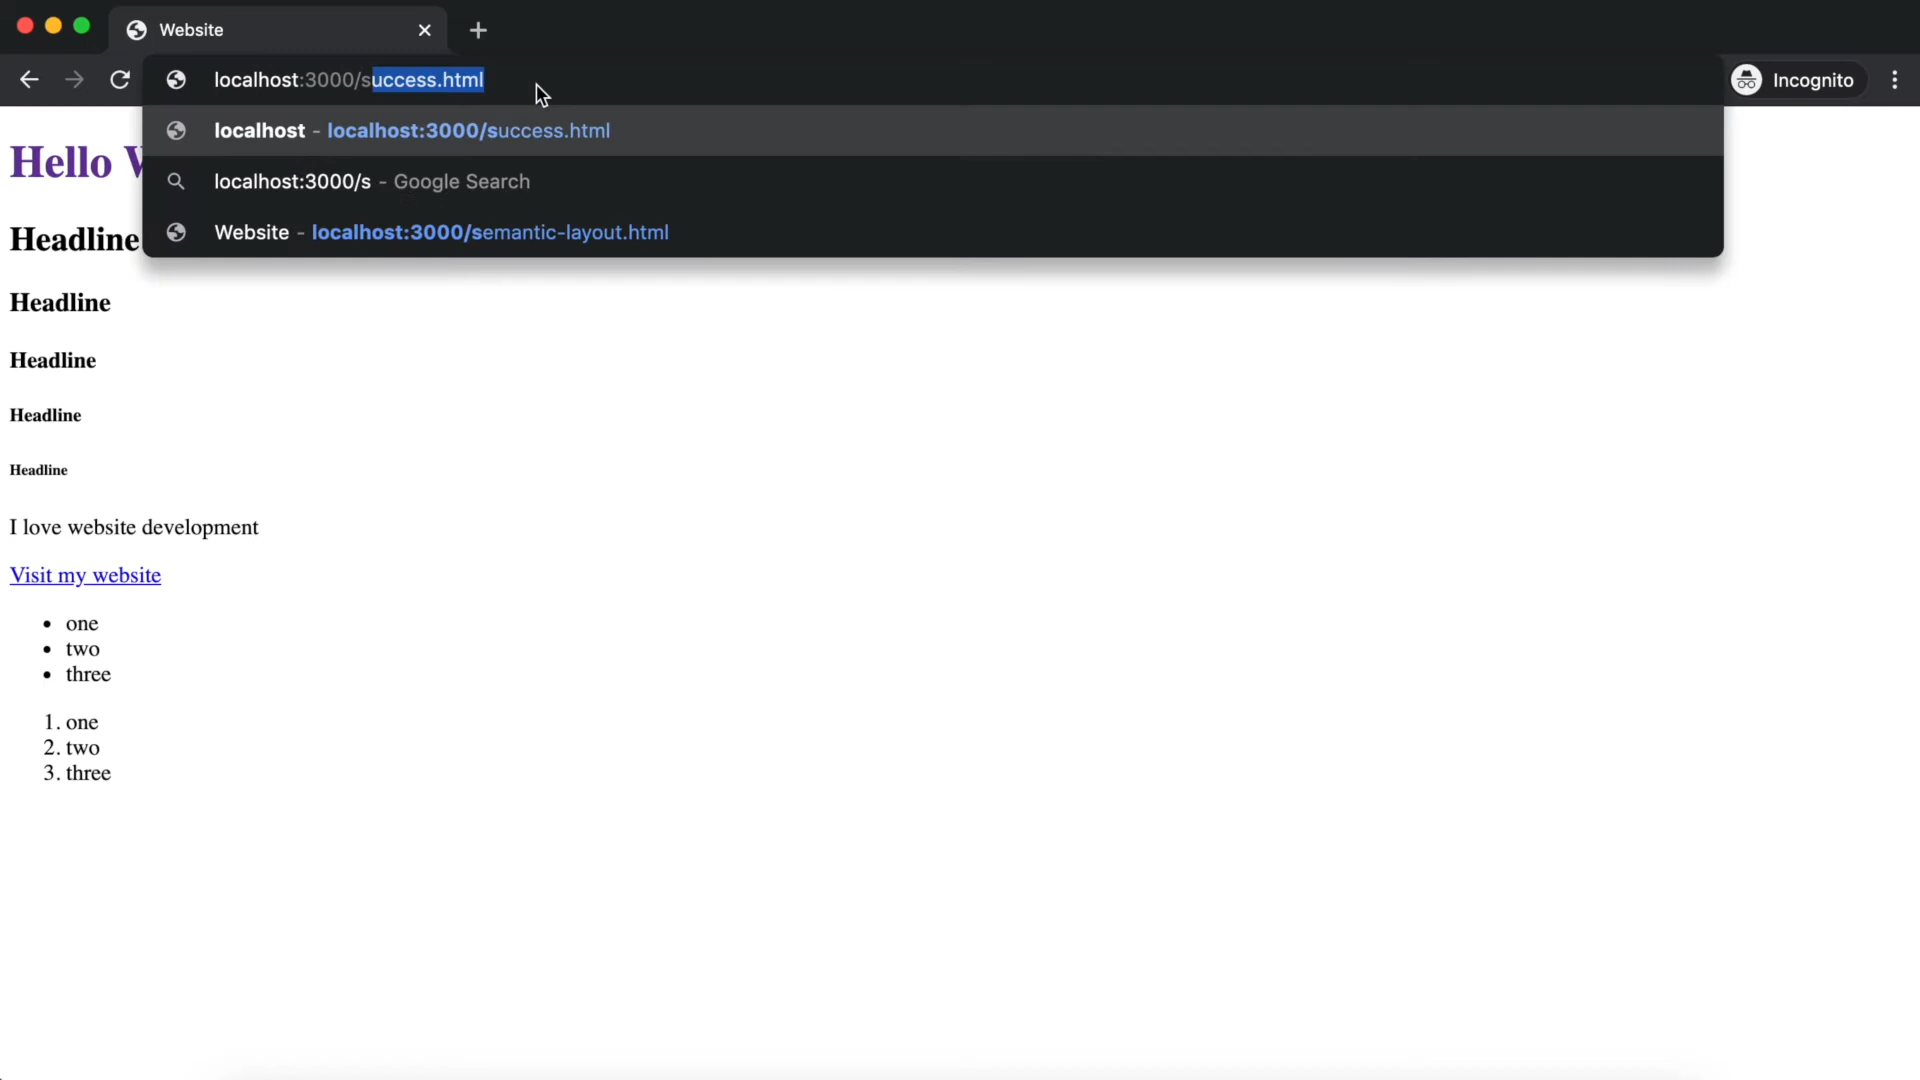 Website
localhost:3000/success.html
Incognito
localhost - localhost:3000/success.html
localhost:3000/s - Google Search
Website - localhost:3000/semantic-layout.html
Hello
Headline
Headline
Headline
Headline
Headline
I love website development
Visit my website
• one
• two
• three
1. one
2. two
3. three